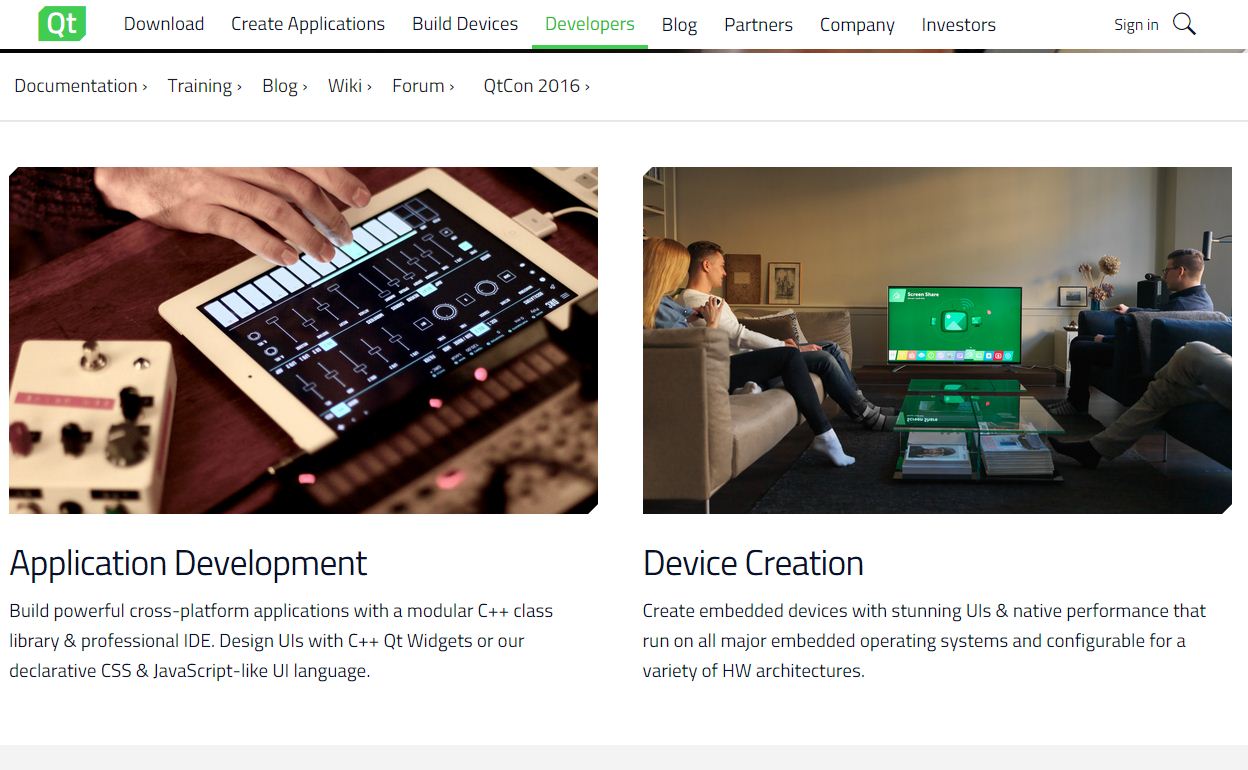 Qt Download Create Applications Build Devices Developers Blog Partners Company Investors Sign in
Documentation › Training › Blog › Wiki › Forum › QtCon 2016 ›
Screen Share
Application Development
Build powerful cross-platform applications with a modular C++ class
library & professional IDE. Design UIs with C++ Qt Widgets or our
declarative CSS & JavaScript-like UI language.
Device Creation
Create embedded devices with stunning UIs & native performance that
run on all major embedded operating systems and configurable for a
variety of HW architectures.